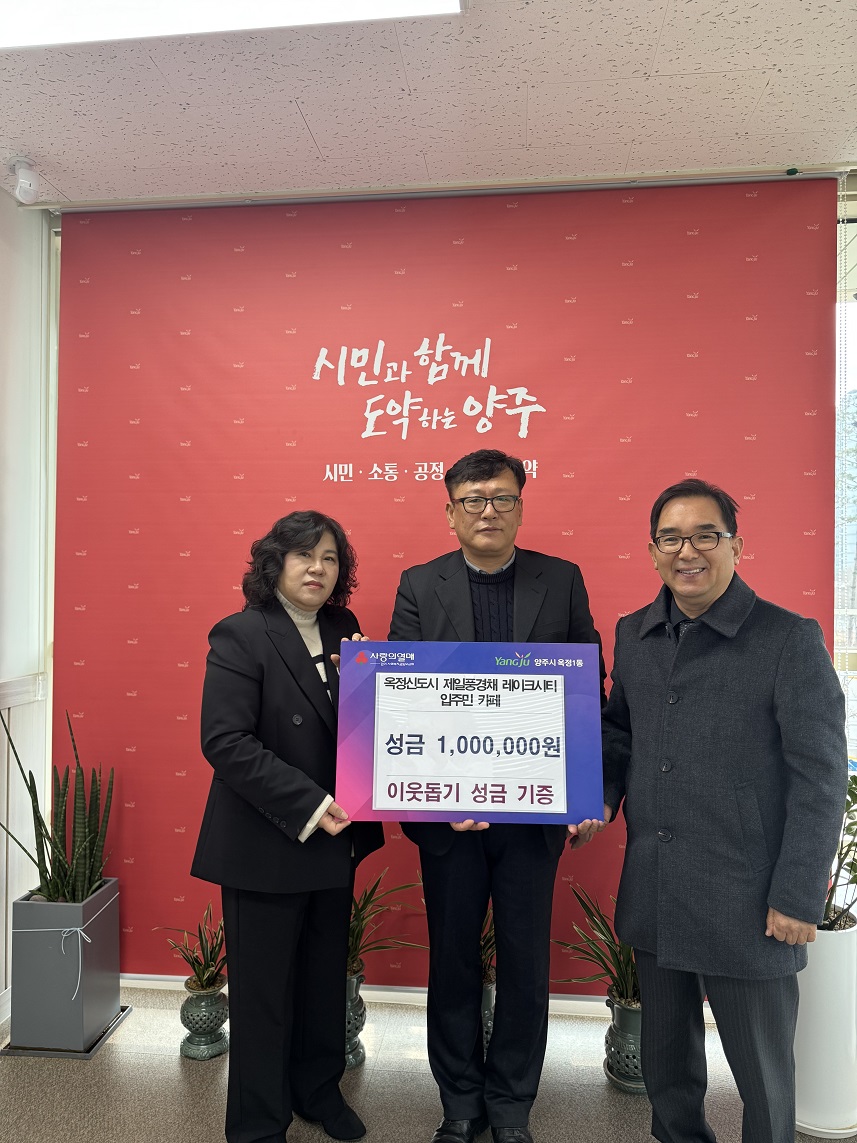 시민과 함께
도약하는 양주
시민·소통·공정
약
사랑의열매
YangJu 양주시 옥정1동
옥정신도시 제일풍경채 레이크시티
입주민 카페
성금 1,000,000원
이웃돕기 성금 기증